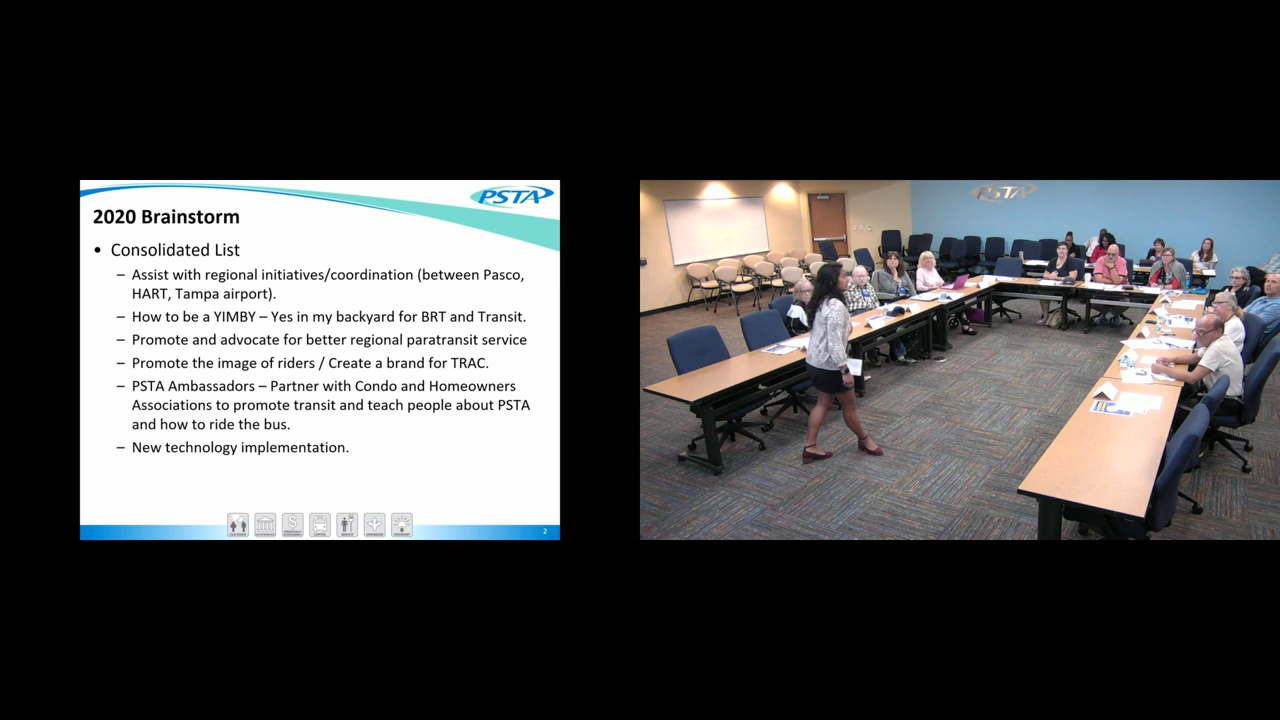 PSTA
2020 Brainstorm
• Consolidated List
– Assist with regional initiatives/coordination (between Pasco,
HART, Tampa airport).
– How to be a YIMBY – Yes in my backyard for BRT and Transit.
– Promote and advocate for better regional paratransit service
– Promote the image of riders / Create a brand for TRAC.
– PSTA Ambassadors – Partner with Condo and Homeowners
Associations to promote transit and teach people about PSTA
and how to ride the bus.
– New technology implementation.
2
PSTA